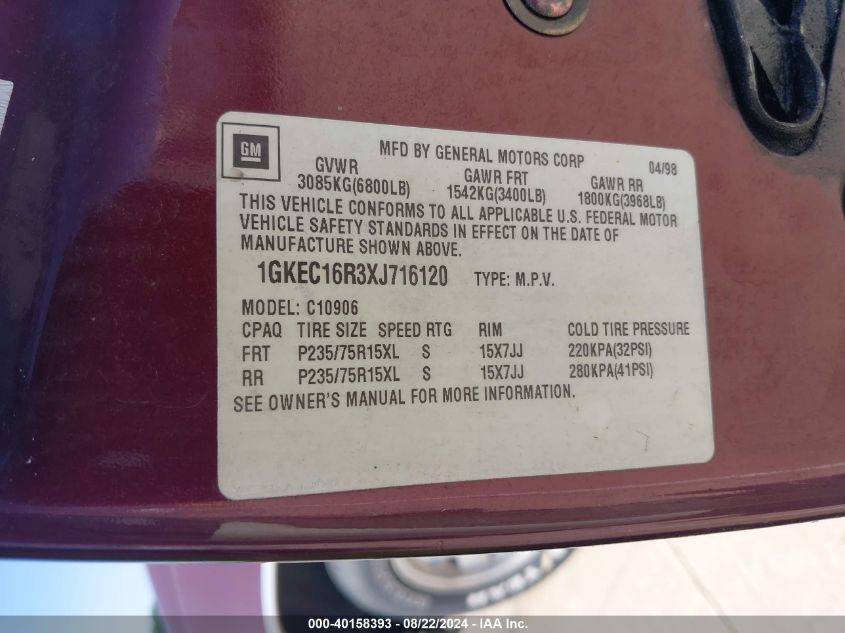 GM
MFD BY GENERAL MOTORS CORP 04/98
GVWR GAWR FRT GAWR RR
3085KG(6800LB) 1542KG(3400LB) 1800KG(3968LB)
THIS VEHICLE CONFORMS TO ALL APPLICABLE U.S. FEDERAL MOTOR
VEHICLE SAFETY STANDARDS IN EFFECT ON THE DATE OF
MANUFACTURE SHOWN ABOVE.
1GKEC16R3XJ716120 TYPE: M.P.V.
MODEL: C10906
CPAQ TIRE SIZE SPEED RTG RIM COLD TIRE PRESSURE
FRT P235/75R15XL S 15X7JJ 220KPA(32PSI)
RR P235/75R15XL S 15X7JJ 280KPA(41PSI)
SEE OWNER'S MANUAL FOR MORE INFORMATION.
000-40158393 - 08/22/2024 - IAA Inc.